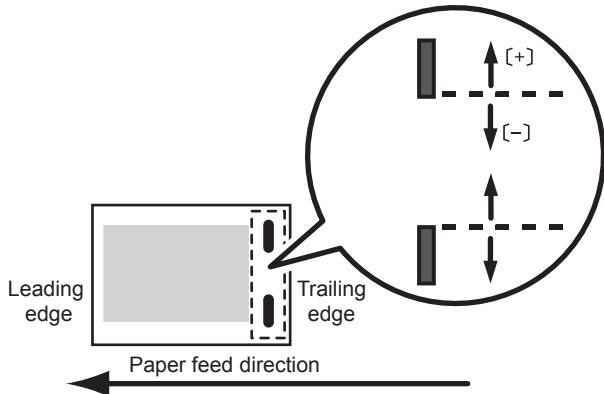 〔+〕
〔−〕
Leading
edge
Trailing
edge
Paper feed direction